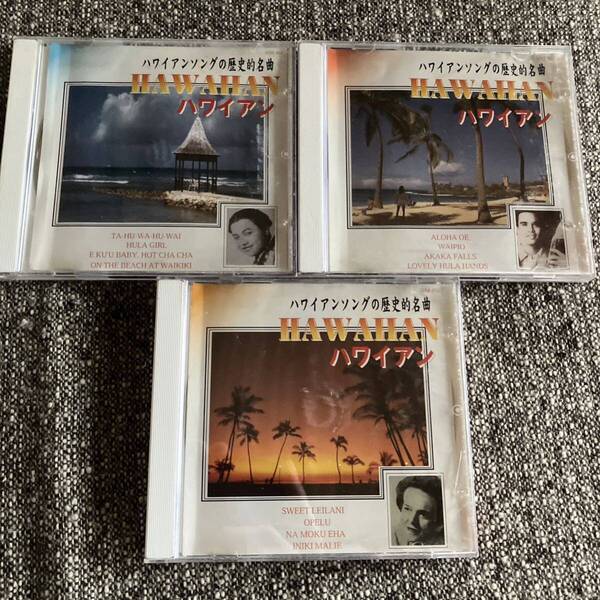 ハワイアンソングの歴史的名曲
HAWAHAN
ハワイアン
TA-HU-WA-HU-WAI
HULA GIRL
E KU'U BABY, HOT CHA CHA
ON THE BEACH AT WAIKIKI
ハワイアンソングの歴史的名曲
HAWAHAN
ハワイアン
ALOHA OE
WAIPIO
AKAKA FALLS
LOVELY HULA HANDS
ハワイアンソングの歴史的名曲
HAWAHAN
ハワイアン
SWEET LEILANI
OPELU
NA MOKU EHA
INIKI MALIE